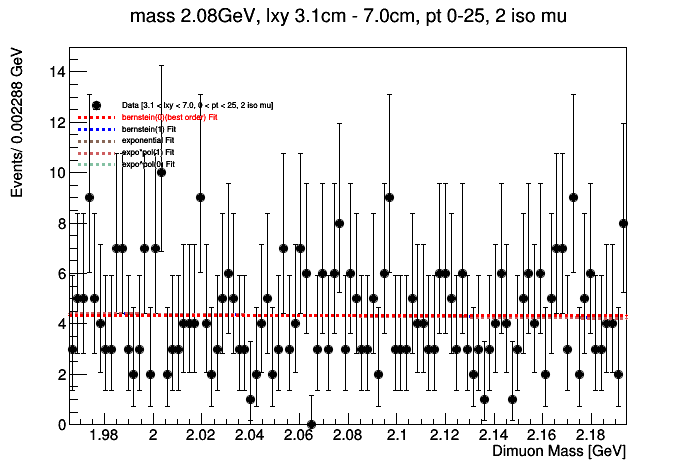 mass 2.08GeV, lxy 3.1cm - 7.0cm, pt 0-25, 2 iso mu
Events/ 0.002288 GeV
14
12
10
8
6
4
2
0
Data [3.1 < lxy < 7.0, 0 < pt < 25, 2 iso mu]
bernstein(0)(best order) Fit
bernstein(1) Fit
exponential Fit
expo*pol(1) Fit
expo^pol(0) Fit
1.98 2 2.02 2.04 2.06 2.08 2.1 2.12 2.14 2.16 2.18
Dimuon Mass [GeV]